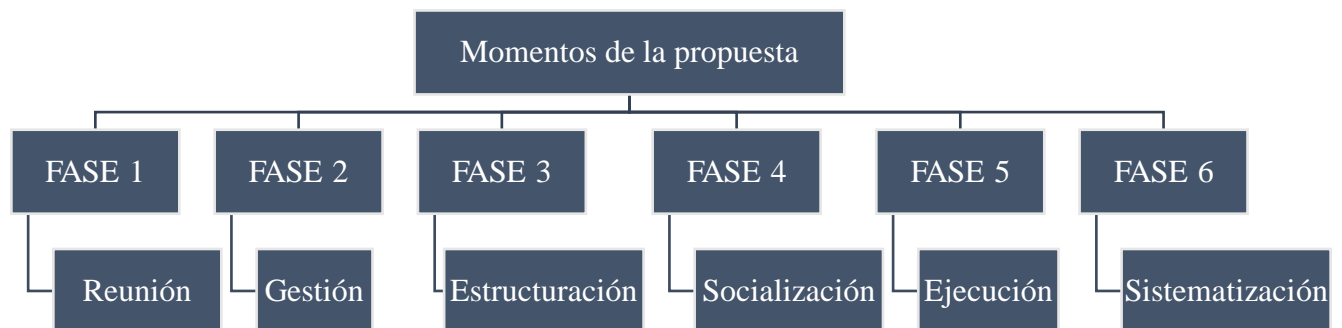 Momentos de la propuesta
FASE 1
FASE 2
FASE 3
FASE 4
FASE 5
FASE 6
Reunión
Gestión
Estructuración
Socialización
Ejecución
Sistematización